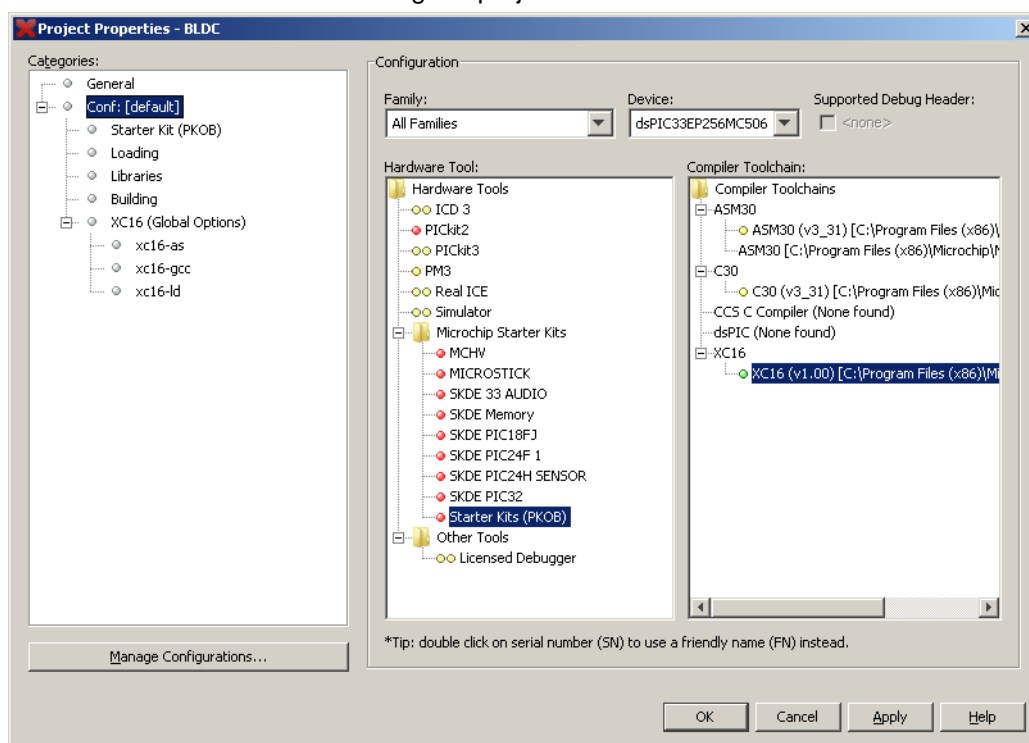 Project Properties - BLDC
Categories:
General
Conf: [default]
Starter Kit (PKOB)
Loading
Libraries
Building
XC16 (Global Options)
xc16-as
xc16-gcc
xc16-ld
Manage Configurations...
Configuration
Family:
All Families
Device:
dsPIC33EP256MC506
Supported Debug Header:
<none>
Hardware Tool:
Hardware Tools
ICD 3
PICkit2
PICkit3
PM3
Real ICE
Simulator
Microchip Starter Kits
MCHV
MICROSTICK
SKDE 33 AUDIO
SKDE Memory
SKDE PIC18FJ
SKDE PIC24F 1
SKDE PIC24H SENSOR
SKDE PIC32
Starter Kits (PKOB)
Other Tools
Licensed Debugger
Compiler Toolchain:
Compiler Toolchains
ASM30
ASM30 (v3_31) [C:\Program Files (x86)\
ASM30 [C:\Program Files (x86)\Microchip\M
C30
C30 (v3_31) [C:\Program Files (x86)\Mic
CCS C Compiler (None found)
dsPIC (None found)
XC16
XC16 (v1.00) [C:\Program Files (x86)\Mi
*Tip: double click on serial number (SN) to use a friendly name (FN) instead.
OK
Cancel
Apply
Help